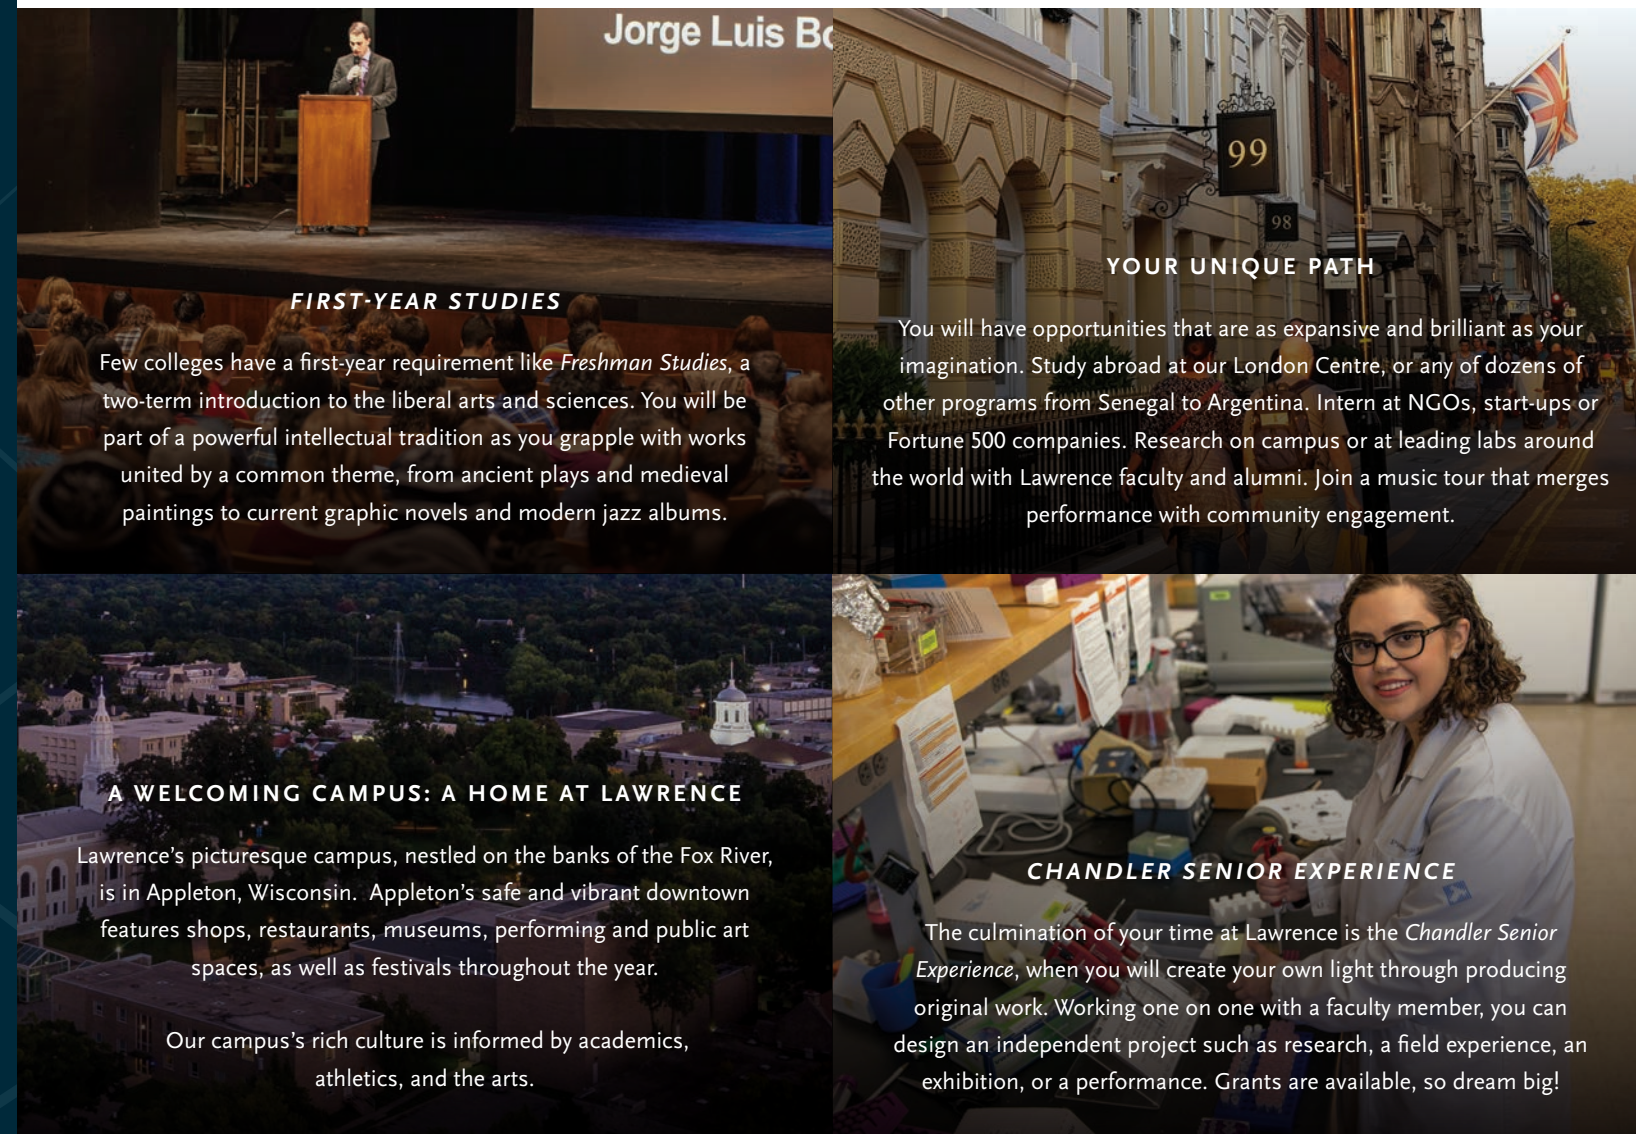 Jorge Luis Bo
FIRST-YEAR STUDIES
Few colleges have a first-year requirement like Freshman Studies, a
two-term introduction to the liberal arts and sciences. You will be
part of a powerful intellectual tradition as you grapple with works
united by a common theme, from ancient plays and medieval
paintings to current graphic novels and modern jazz albums.
99
98
YOUR UNIQUE PATH
You will have opportunities that are as expansive and brilliant as your
imagination. Study abroad at our London Centre, or any of dozens of
other programs from Senegal to Argentina. Intern at NGOs, start-ups or
Fortune 500 companies. Research on campus or at leading labs around
the world with Lawrence faculty and alumni. Join a music tour that merges
performance with community engagement.
A WELCOMING CAMPUS: A HOME AT LAWRENCE
Lawrence's picturesque campus, nestled on the banks of the Fox River,
is in Appleton, Wisconsin.  Appleton's safe and vibrant downtown
features shops, restaurants, museums, performing and public art
spaces, as well as festivals throughout the year.
Our campus's rich culture is informed by academics,
athletics, and the arts.
CHANDLER SENIOR EXPERIENCE
The culmination of your time at Lawrence is the Chandler Senior
Experience, when you will create your own light through producing
original work. Working one on one with a faculty member, you can
design an independent project such as research, a field experience, an
exhibition, or a performance. Grants are available, so dream big!